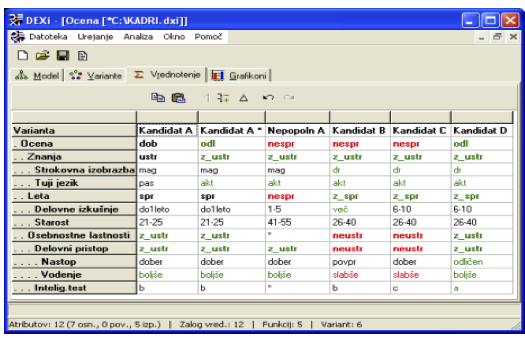 DEXi - [Ocena [*C:\KADRI.dxi]]
Datoteka Urejanje Analiza Okno Pomoč
Model Variante Σ Vrednotenje Grafikoni
Varianta Kandidat A Kandidat A * Nepopoln A Kandidat B Kandidat C Kandidat D
. Ocena dob odl nespr nespr nespr nespr
. . Znanja ustr z_ustr z_ustr z_ustr z_ustr z_ustr
. . . Strokovna izobrazba mag mag mag dr dr dr
. . . Tuji jezik pas akt akt akt akt akt
. . Leta spr spr nespr z_spr z_spr z_spr
. . . Delovne izkušnje do1leto do1leto 1-5 več 6-10 6-10
. . . Starost 21-25 21-25 41-55 26-40 26-40 26-40
. . Osebnostne lastnosti z_ustr z_ustr * neustr neustr z_ustr
. . . Delovni pristop z_ustr z_ustr z_ustr neustr neustr z_ustr
. . . . Nastop dober dober dober povpr dober odličen
. . . . Vodenje boljše boljše boljše slabše slabše boljše
. . . Intelig.test b b * b c a
Atributov: 12 (7 osn., 0 pov., 5 izp.) | Zalog vred.: 12 | Funkcij: 5 | Variant: 6